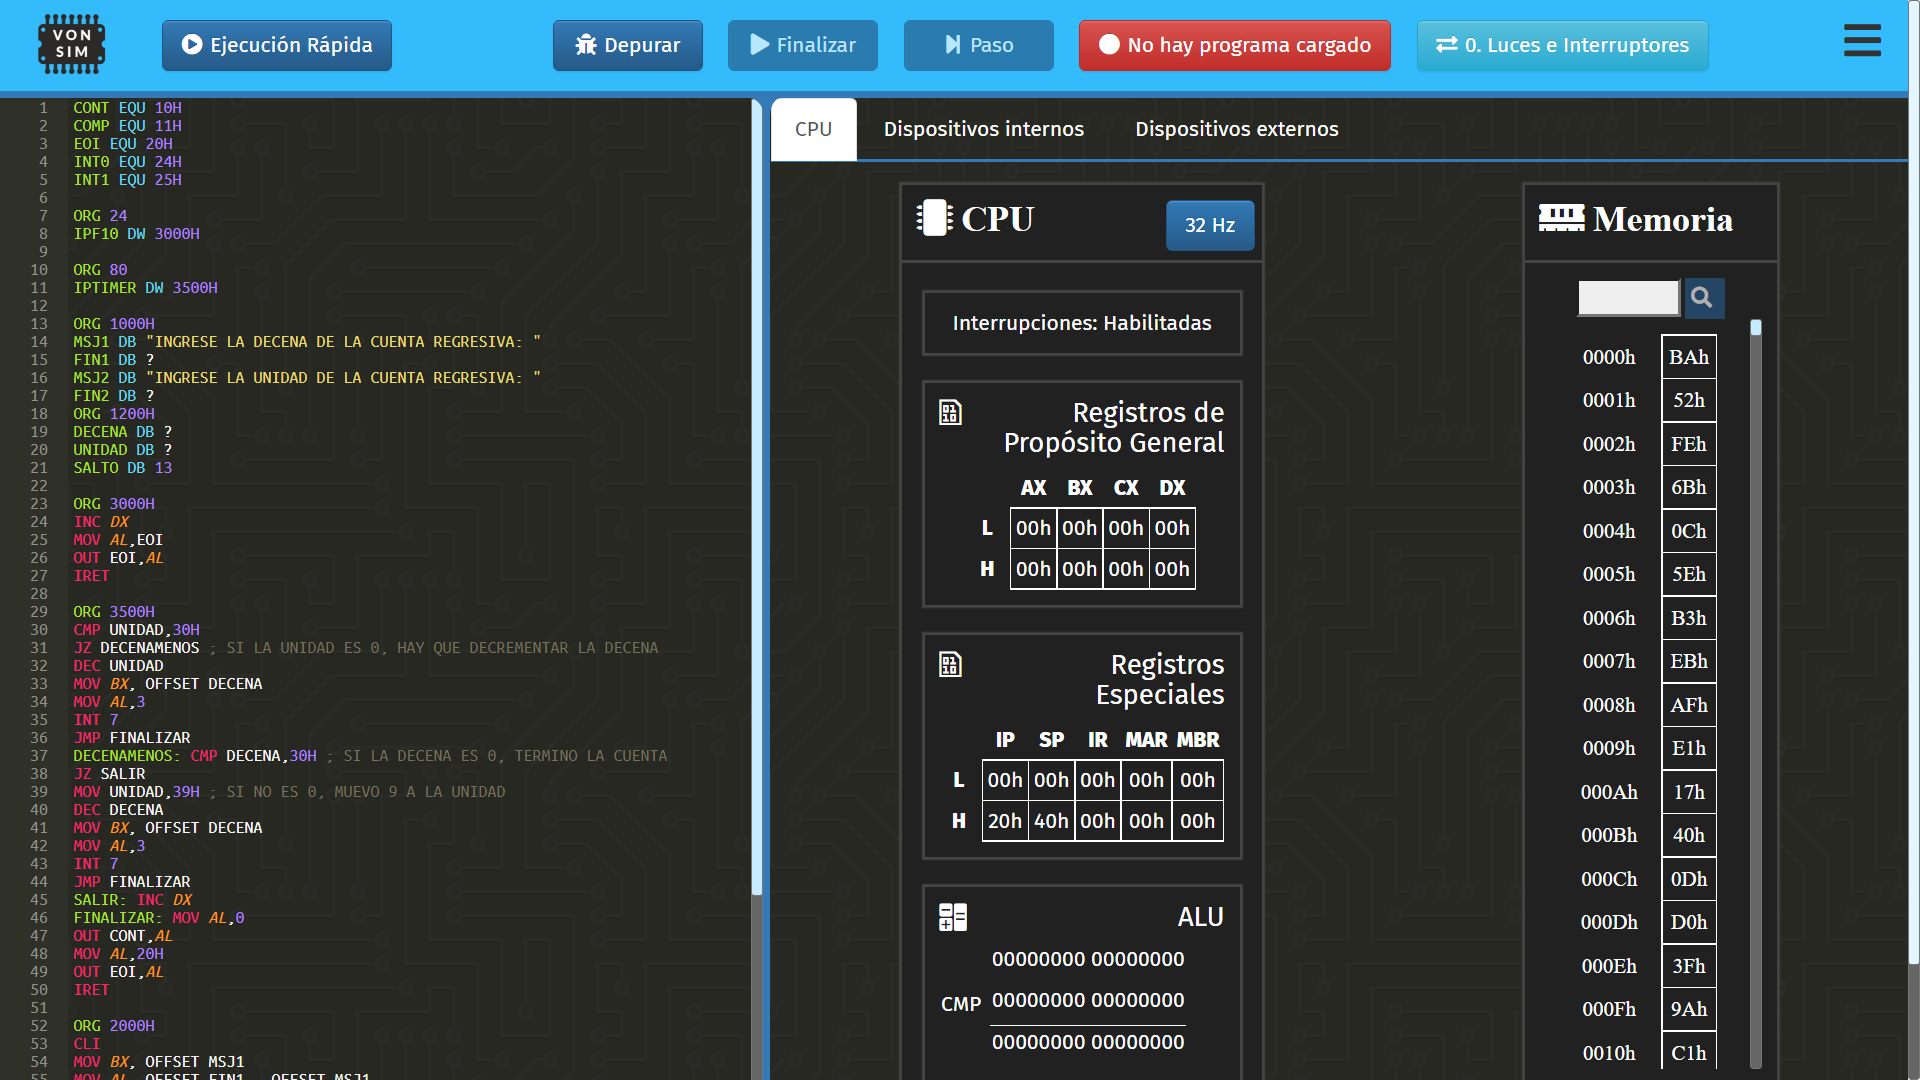 VON
SIM
Ejecución Rápida
Depurar
Finalizar
Paso
No hay programa cargado
0. Luces e Interruptores
1 CONT EQU 10H
2 COMP EQU 11H
3 EOI EQU 20H
4 INT0 EQU 24H
5 INT1 EQU 25H
6
7 ORG 24
8 IPF10 DW 3000H
9
10 ORG 80
11 IPTIMER DW 3500H
12
13 ORG 1000H
14 MSJ1 DB "INGRESE LA DECENA DE LA CUENTA REGRESIVA: "
15 FIN1 DB ?
16 MSJ2 DB "INGRESE LA UNIDAD DE LA CUENTA REGRESIVA: "
17 FIN2 DB ?
18 ORG 1200H
19 DECENA DB ?
20 UNIDAD DB ?
21 SALTO DB 13
22
23 ORG 3000H
24 INC DX
25 MOV AL,EOI
26 OUT EOI,AL
27 IRET
28
29 ORG 3500H
30 CMP UNIDAD,30H
31 JZ DECENAMENOS ; SI LA UNIDAD ES 0, HAY QUE DECREMENTAR LA DECENA
32 DEC UNIDAD
33 MOV BX, OFFSET DECENA
34 MOV AL,3
35 INT 7
36 JMP FINALIZAR
37 DECENAMENOS: CMP DECENA,30H ; SI LA DECENA ES 0, TERMINO LA CUENTA
38 JZ SALIR
39 MOV UNIDAD,39H ; SI NO ES 0, MUEVO 9 A LA UNIDAD
40 DEC DECENA
41 MOV BX, OFFSET DECENA
42 MOV AL,3
43 INT 7
44 JMP FINALIZAR
45 SALIR: INC DX
46 FINALIZAR: MOV AL,0
47 OUT CONT,AL
48 MOV AL,20H
49 OUT EOI,AL
50 IRET
51
52 ORG 2000H
53 CLI
54 MOV BX, OFFSET MSJ1
55 MOV AL, OFFSET FIN1 - OFFSET MSJ1
CPU
Dispositivos internos
Dispositivos externos
CPU
32 Hz
Interrupciones: Habilitadas
Registros de
Propósito General
AX BX CX DX
L 00h 00h 00h 00h
H 00h 00h 00h 00h
Registros
Especiales
IP SP IR MAR MBR
L 00h 00h 00h 00h 00h
H 20h 40h 00h 00h 00h
ALU
00000000 00000000
CMP 00000000 00000000
00000000 00000000
Memoria
0000h BAh
0001h 52h
0002h FEh
0003h 6Bh
0004h 0Ch
0005h 5Eh
0006h B3h
0007h EBh
0008h AFh
0009h E1h
000Ah 17h
000Bh 40h
000Ch 0Dh
000Dh D0h
000Eh 3Fh
000Fh 9Ah
0010h C1h